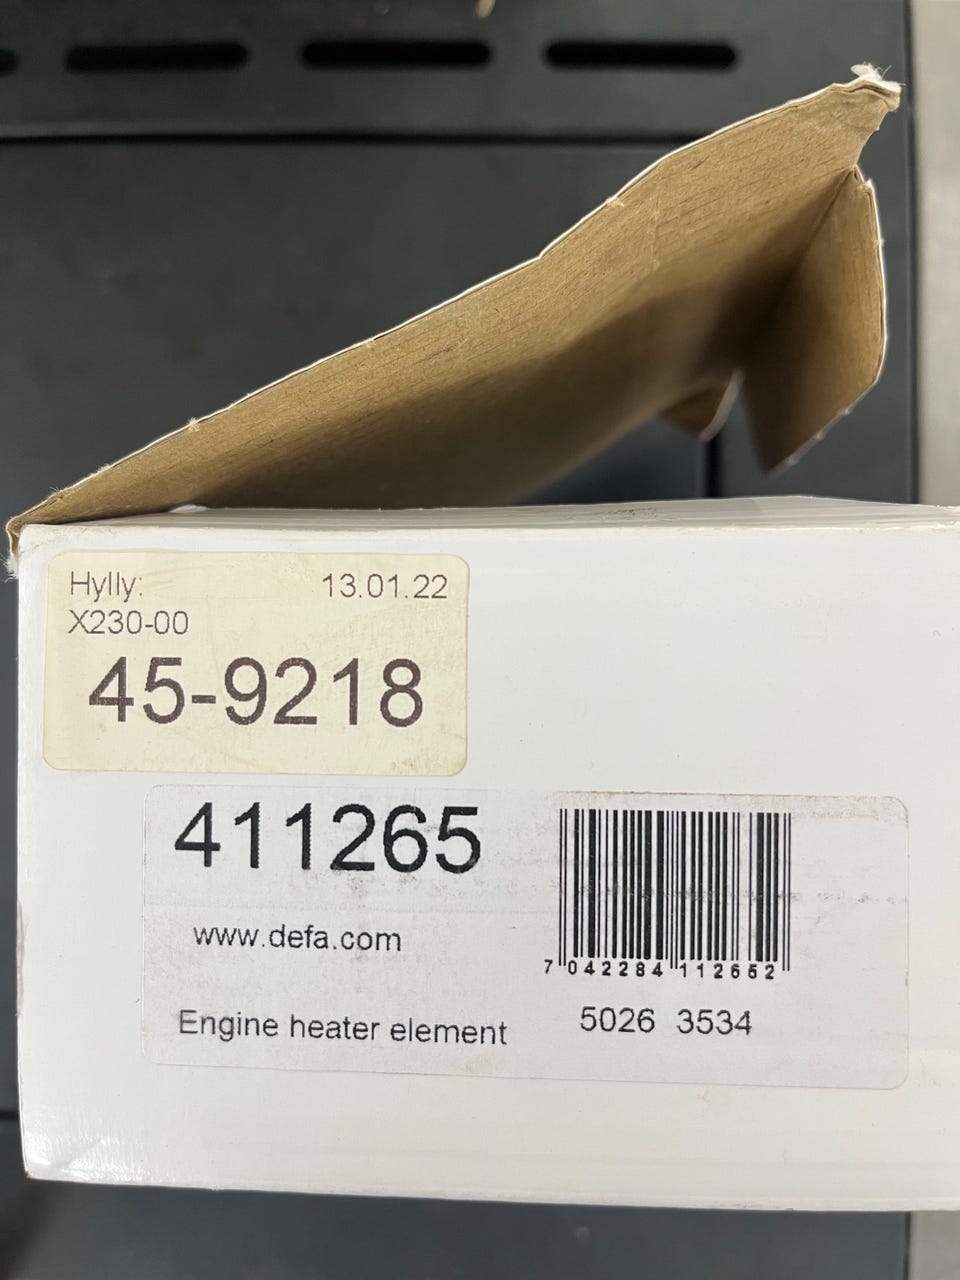 Hylly: 13.01.22
X230-00
45-9218
411265
www.defa.com
7 042284 112652
Engine heater element
5026 3534